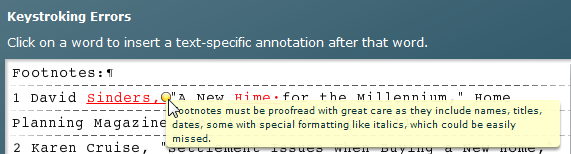 Keystroking Errors
Click on a word to insert a text-specific annotation after that word.
Footnotes:¶
1 David Sinders, "A New Hime·for the Millennium," Home
Planning Magazine
Footnotes must be proofread with great care as they include names, titles,
dates, some with special formatting like italics, which could be easily
missed.
2 Karen Cruise, "Settlement Issues When Buying a New Home,